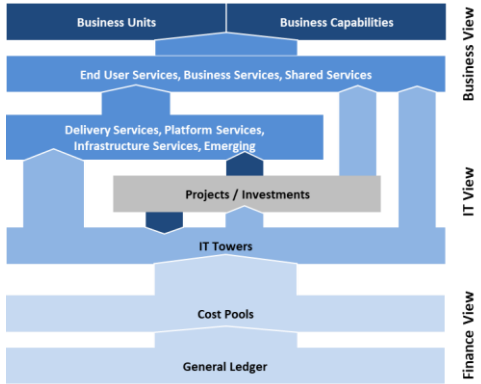 Business Units
Business Capabilities
Business View
End User Services, Business Services, Shared Services
Delivery Services, Platform Services,
Infrastructure Services, Emerging
Projects / Investments
IT View
IT Towers
Cost Pools
Finance View
General Ledger